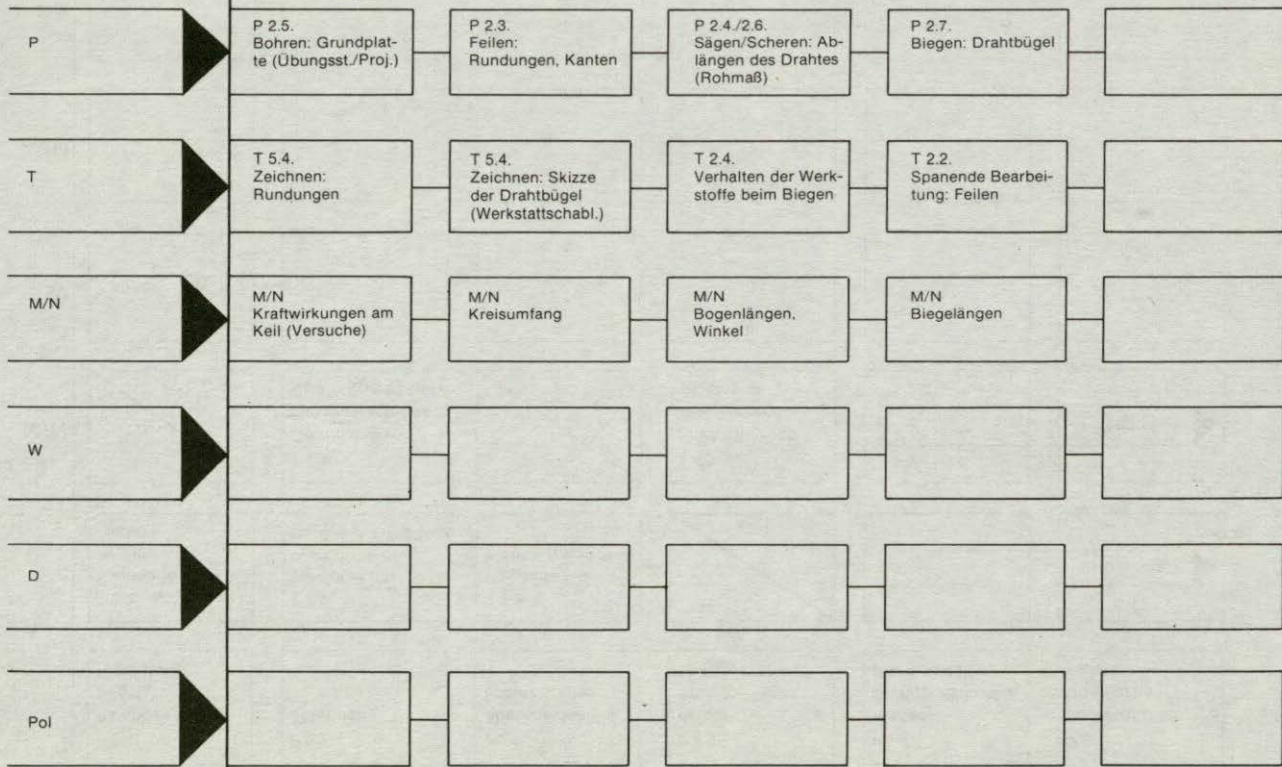 P
P 2.5.
Bohren: Grundplat-
te (Übungsst./Proj.)
P 2.3.
Feilen:
Rundungen, Kanten
P 2.4./2.6.
Sägen/Scheren: Ab-
längen des Drahtes
(Rohmaß)
P 2.7.
Biegen: Drahtbügel
T
T 5.4.
Zeichnen:
Rundungen
T 5.4.
Zeichnen: Skizze
der Drahtbügel
(Werkstattschabl.)
T 2.4.
Verhalten der Werk-
stoffe beim Biegen
T 2.2.
Spanende Bearbei-
tung: Feilen
M/N
M/N
Kraftwirkungen am
Keil (Versuche)
M/N
Kreisumfang
M/N
Bogenlängen,
Winkel
M/N
Biegelängen
W
D
Pol